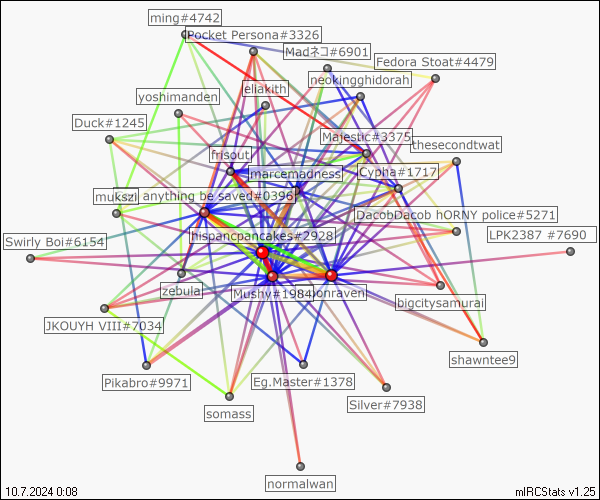 ming#4742
Pocket Persona#3326
Madネコ#6901
Fedora Stoat#4479
neokingghidorah
eliakith
yoshimanden
Duck#1245
Majestic#3375
thesecondtwat
frisout
marcemadness
Cypha#1717
mukszi
anything be saved#0396
DacobDacob hORNY police#5271
LPK2387 #7690
Swirly Boi#6154
hispancpancakes#2928
zebula
Mushy#1984
onraven
bigcitysamurai
JKOUYH VIII#7034
shawntee9
Pikabro#9971
Eg.Master#1378
Silver#7938
somass
normalwan
10.7.2024 0:08
mIRCStats v1.25